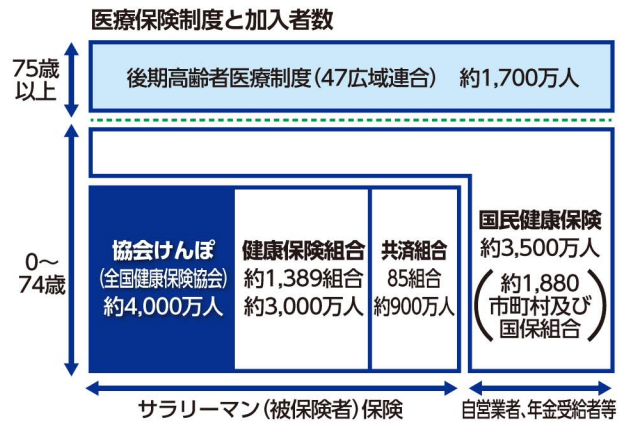 医療保険制度と加入者数
75歳
以上
後期高齢者医療制度(47広域連合) 約1,700万人
0~
74歳
協会けんぽ
(全国健康保険協会)
約4,000万人
健康保険組合
約1,389組合
約3,000万人
共済組合
85組合
約900万人
国民健康保険
約3,500万人
(約1,880
市町村及び
国保組合)
サラリーマン(被保険者)保険
自営業者、年金受給者等